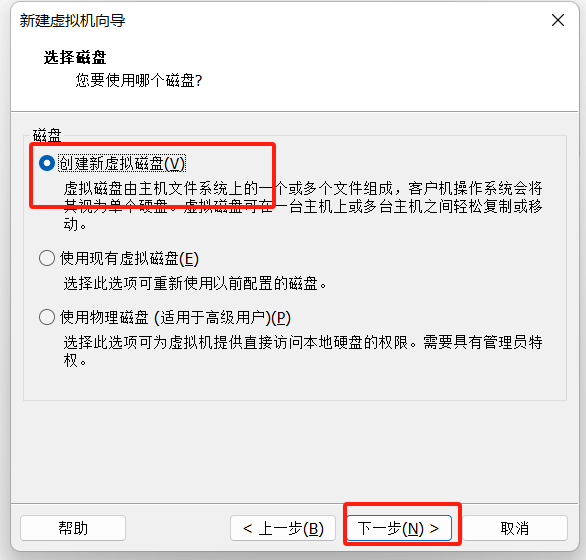 新建虚拟机向导
选择磁盘
您要使用哪个磁盘?
磁盘
创建新虚拟磁盘(V)
虚拟磁盘由主机文件系统上的一个或多个文件组成，客户机操作系统会将
其视为单个硬盘。虚拟磁盘可在一台主机上或多台主机之间轻松复制或移
动。
使用现有虚拟磁盘(E)
选择此选项可重新使用以前配置的磁盘。
使用物理磁盘 (适用于高级用户)(P)
选择此选项可为虚拟机提供直接访问本地硬盘的权限。需要具有管理员特
权。
帮助
< 上一步(B)
下一步(N) >
取消